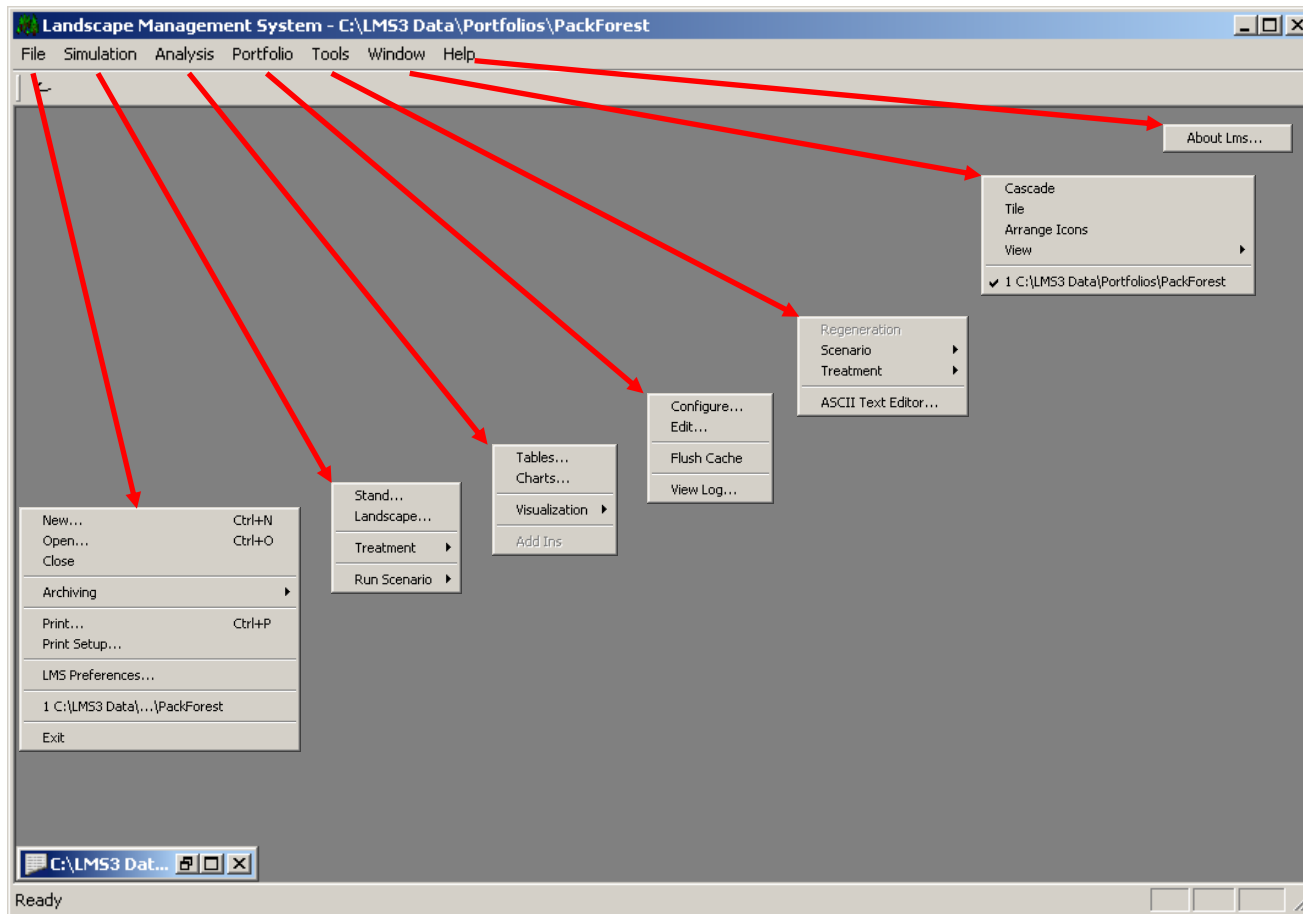 Landscape Management System - C:\LMS3 Data\Portfolios\PackForest
File Simulation Analysis Portfolio Tools Window Help
About Lms...
Cascade
Tile
Arrange Icons
View
1 C:\LMS3 Data\Portfolios\PackForest
Regeneration
Scenario
Treatment
ASCII Text Editor...
Configure...
Edit...
Flush Cache
View Log...
Tables...
Charts...
Visualization
Add Ins
Stand...
Landscape...
Treatment
Run Scenario
New... Ctrl+N
Open... Ctrl+O
Close
Archiving
Print... Ctrl+P
Print Setup...
LMS Preferences...
1 C:\LMS3 Data\...\PackForest
Exit
C:\LMS3 Dat...
Ready